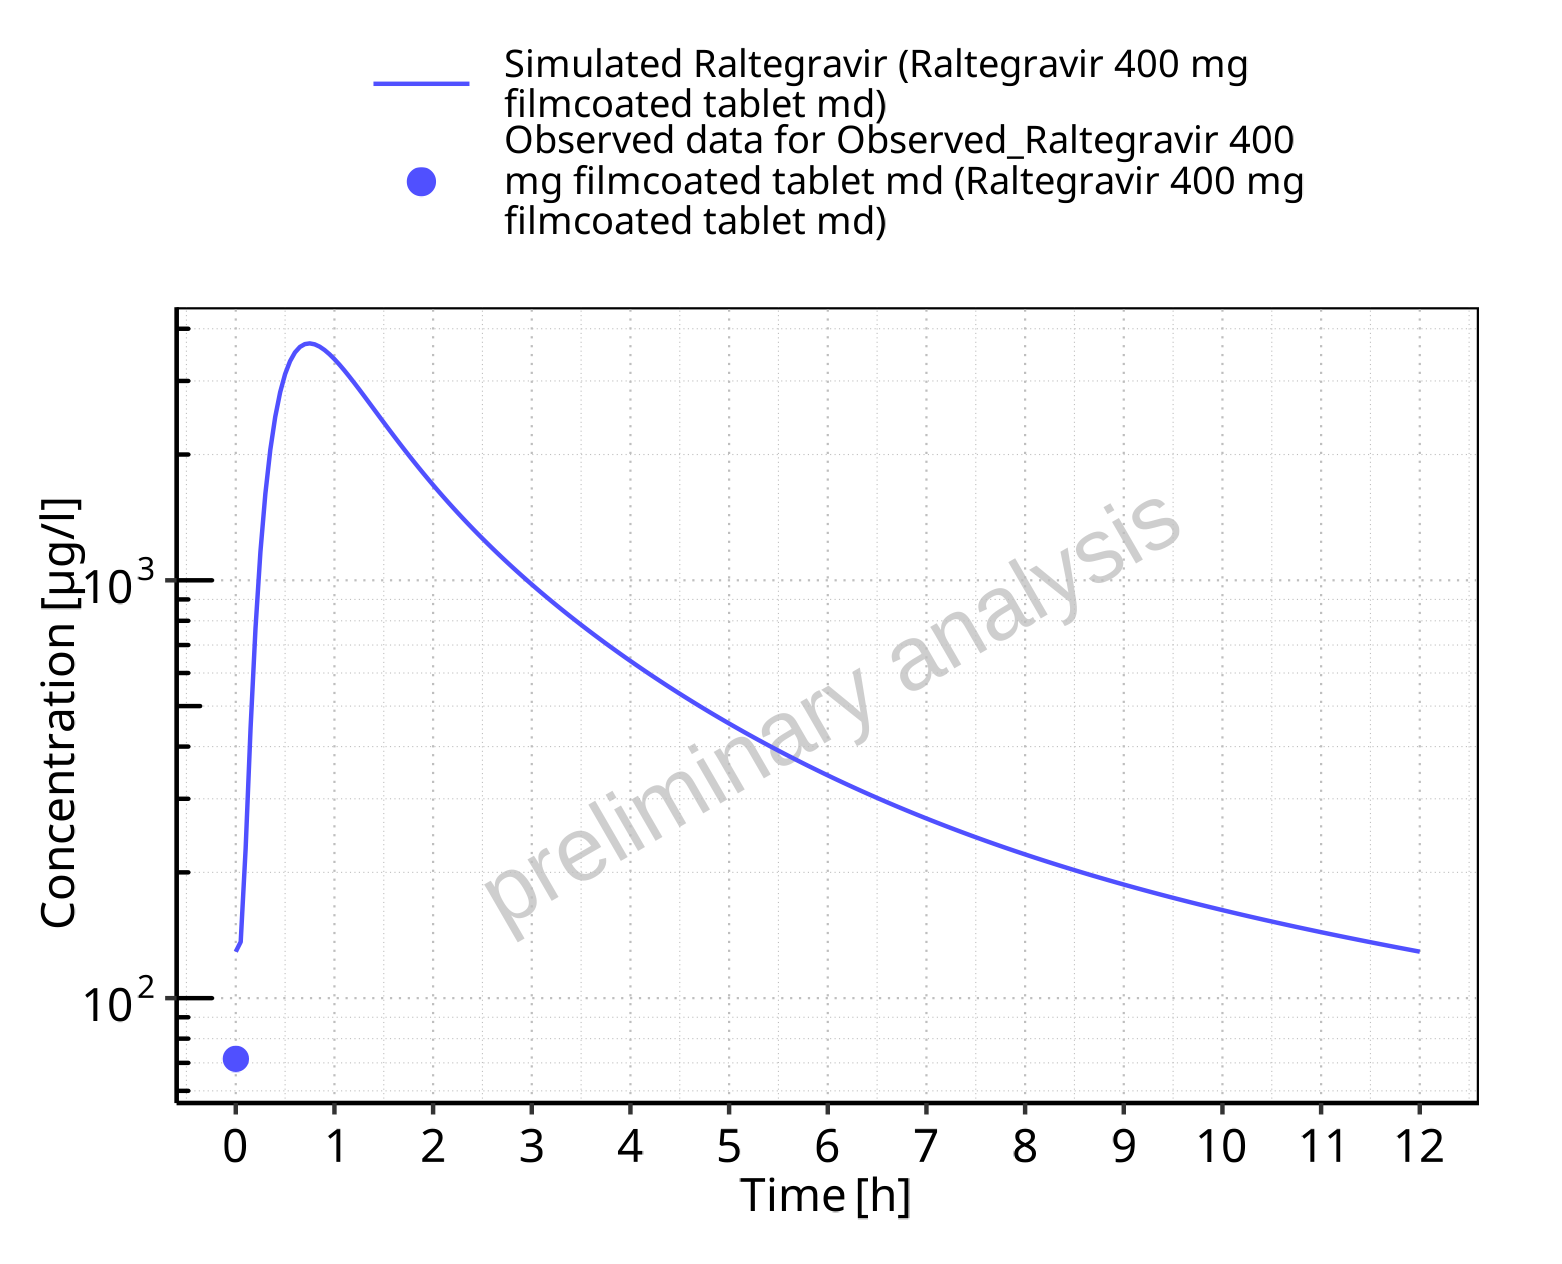 Simulated Raltegravir (Raltegravir 400 mg
filmcoated tablet md)
Observed data for Observed_Raltegravir 400
mg filmcoated tablet md (Raltegravir 400 mg
filmcoated tablet md)
Concentration [µg/l]
10³
10²
preliminary analysis
0 1 2 3 4 5 6 7 8 9 10 11 12
Time [h]